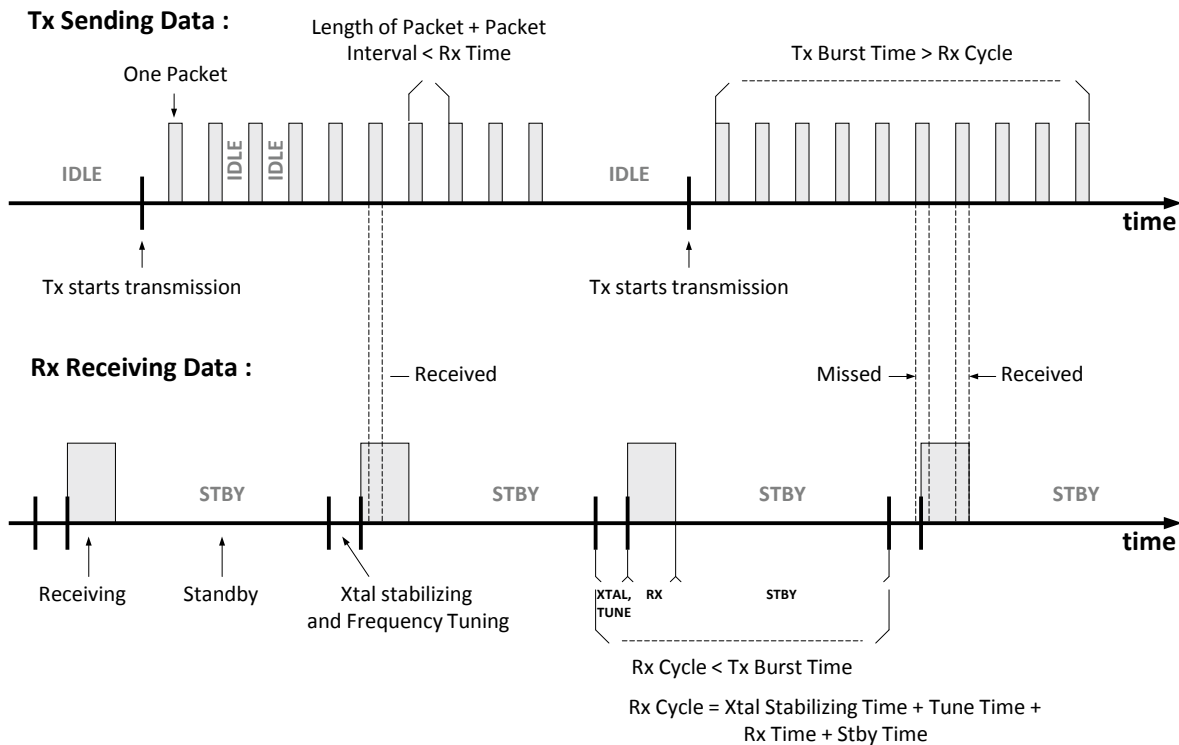 Tx Sending Data :
Length of Packet + Packet
Interval < Rx Time
Tx Burst Time > Rx Cycle
One Packet
IDLE
IDLE
IDLE
IDLE
time
Tx starts transmission
Tx starts transmission
Rx Receiving Data :
Received
Missed
Received
STBY
STBY
STBY
STBY
time
Receiving
Standby
Xtal stabilizing
and Frequency Tuning
XTAL,
TUNE
RX
STBY
Rx Cycle < Tx Burst Time
Rx Cycle = Xtal Stabilizing Time + Tune Time +
Rx Time + Stby Time